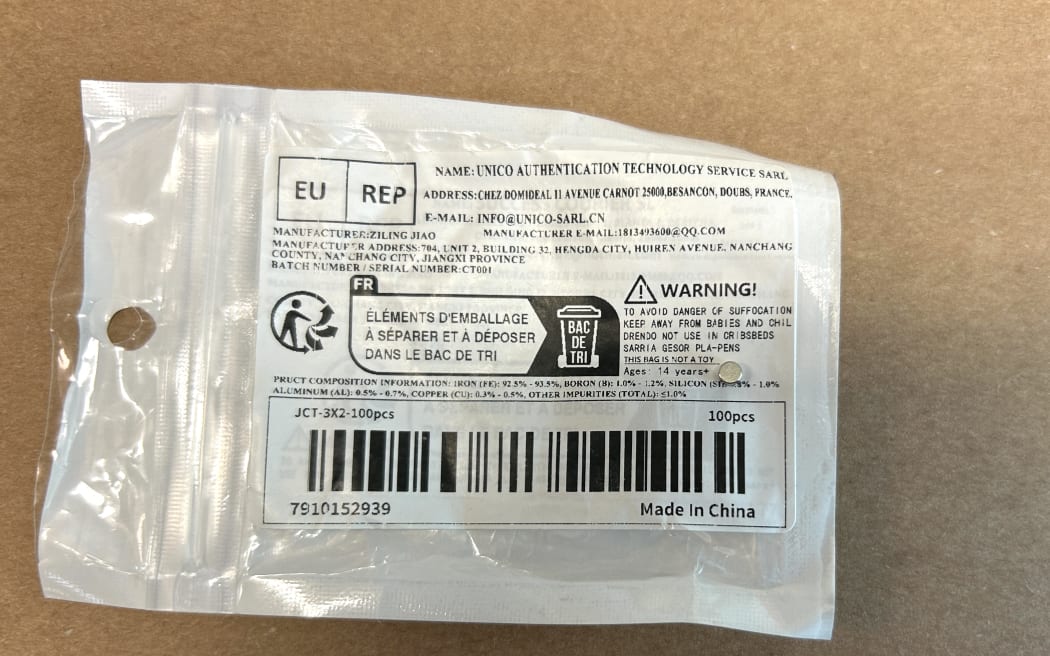 EU REP
NAME: UNICO AUTHENTICATION TECHNOLOGY SERVICE SARL
ADDRESS:CHEZ DOMIDEAL 11 AVENUE CARNOT 25000,BESANCON, DOUBS, FRANCE.
E-MAIL: INFO@UNICO-SARL.CN
MANUFACTURER:ZILING JIAO MANUFACTURER E-MAIL:1813493600@QQ.COM
MANUFACTURER ADDRESS:704, UNIT 2, BUILDING 32, HENGDA CITY, HUIREN AVENUE, NANCHANG
COUNTY, NANCHANG CITY, JIANGXI PROVINCE
BATCH NUMBER / SERIAL NUMBER:CT001
FR
ÉLÉMENTS D'EMBALLAGE
À SÉPARER ET À DÉPOSER
DANS LE BAC DE TRI
BAC
DE
TRI
WARNING!
TO AVOID DANGER OF SUFFOCATION
KEEP AWAY FROM BABIES AND CHIL
DRENDO NOT USE IN CRIBSBEDS
SARRIA GESOR PLA-PENS
THIS BAG IS NOT A TOY
Ages: 14 years+
PRUCT COMPOSITION INFORMATION: IRON (FE): 92.5% - 93.5%, BORON (B): 1.0% - 1.2%, SILICON - 1.0%
ALUMINUM (AL): 0.5% - 0.7%, COPPER (CU): 0.3% - 0.5%, OTHER IMPURITIES (TOTAL): ≤1.0%
JCT-3X2-100pcs 100pcs
7910152939 Made In China